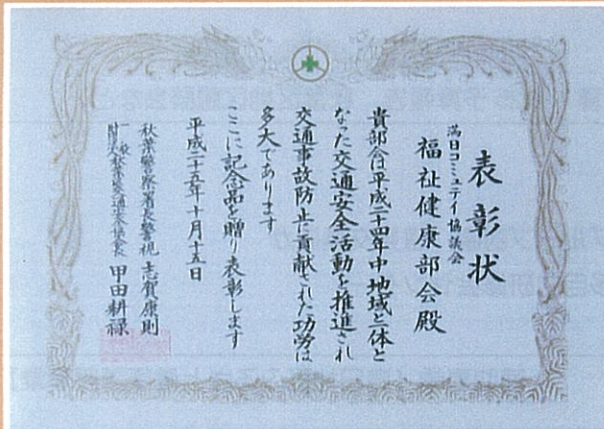 表彰状
満日コミュニティ協議会
福祉健康部会殿
貴部会は平成二十四年中地域と一体と
なった交通安全活動を推進され
交通事故防止に貢献された功労は
多大であります
ここに記念品を贈り表彰します
平成二十五年十月十五日
秋葉警察署長警視 志賀康則
一般財団法人秋葉区交通安全協会長 甲田耕禄